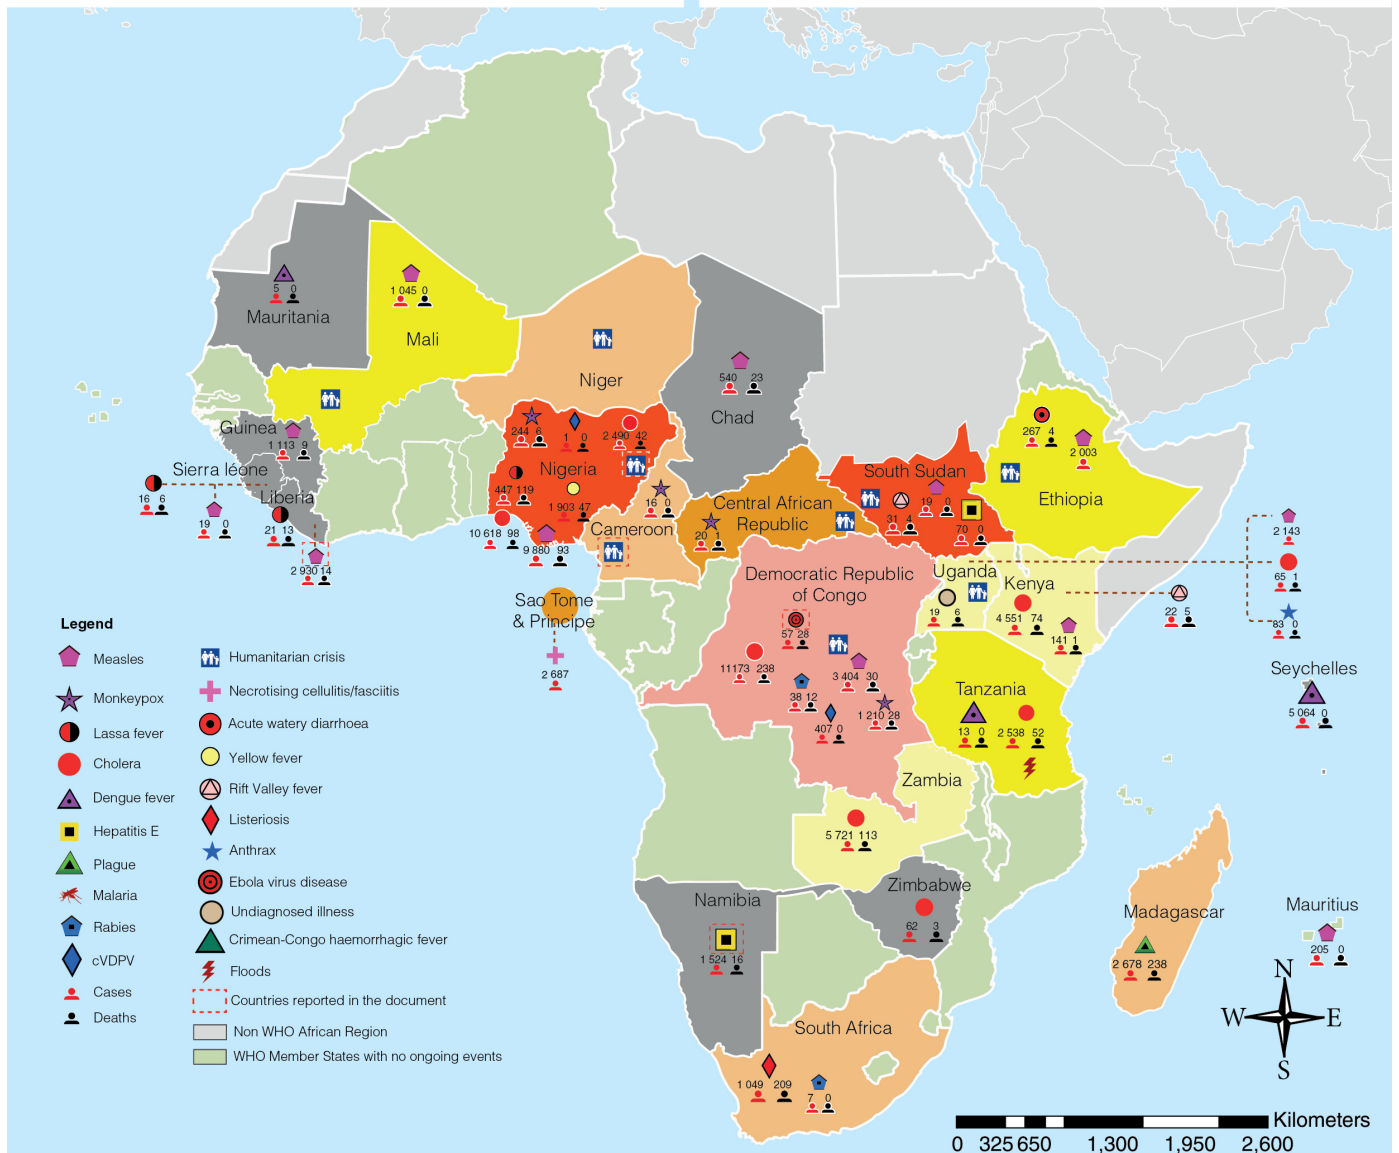 5 0
Mauritania
1 045 0
Mali
Niger
540 23
Chad
Guinea
1 113 9
Sierra léone
16 6
19 0
Liberia
21 13
2 930 14
244 6
1 0
2 490 42
Nigeria
447 119
1 903 47
10 618 98
9 880 93
16 0
Cameroon
Central African
Republic
20 1
South Sudan
31 4
19 0
70 0
267 4
2 003
Ethiopia
Sao Tome
& Principe
2 687
Democratic Republic
of Congo
57 28
11173 238
3 404 30
38 12
407 0
1 210 28
Uganda
19 6
Kenya
4 551 74
141 1
22 5
2 143
65 1
83 0
Seychelles
5 064 0
Tanzania
13 0
2 538 52
Zambia
5 721 113
Zimbabwe
62 3
Namibia
1 524 16
South Africa
1 049 209
7 0
Madagascar
2 678 238
Mauritius
205 0
Legend
Measles
Monkeypox
Lassa fever
Cholera
Dengue fever
Hepatitis E
Plague
Malaria
Rabies
cVDPV
Cases
Deaths
Humanitarian crisis
Necrotising cellulitis/fasciitis
Acute watery diarrhoea
Yellow fever
Rift Valley fever
Listeriosis
Anthrax
Ebola virus disease
Undiagnosed illness
Crimean-Congo haemorrhagic fever
Floods
Countries reported in the document
Non WHO African Region
WHO Member States with no ongoing events
N
W E
S
Kilometers
0 325 650 1,300 1,950 2,600